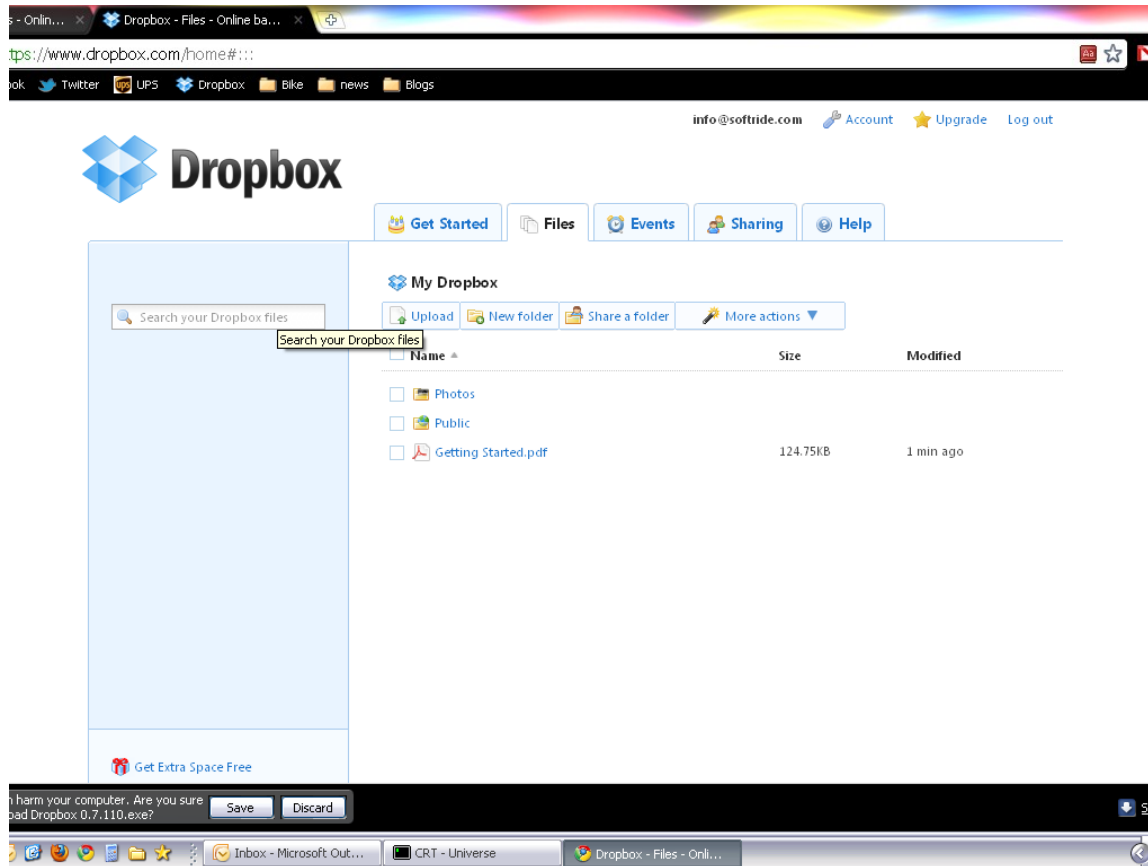 s - Onlin... Dropbox - Files - Online ba...
tps://www.dropbox.com/home#:::
ook Twitter UPS Dropbox Bike news Blogs
info@softride.com Account Upgrade Log out
Dropbox
Get Started Files Events Sharing Help
My Dropbox
Search your Dropbox files
Upload New folder Share a folder More actions ▼
Search your Dropbox files
Name Size Modified
Photos
Public
Getting Started.pdf 124.75KB 1 min ago
Get Extra Space Free
n harm your computer. Are you sure
oad Dropbox 0.7.110.exe?
Save Discard
S
Inbox - Microsoft Out... CRT - Universe Dropbox - Files - Onli...